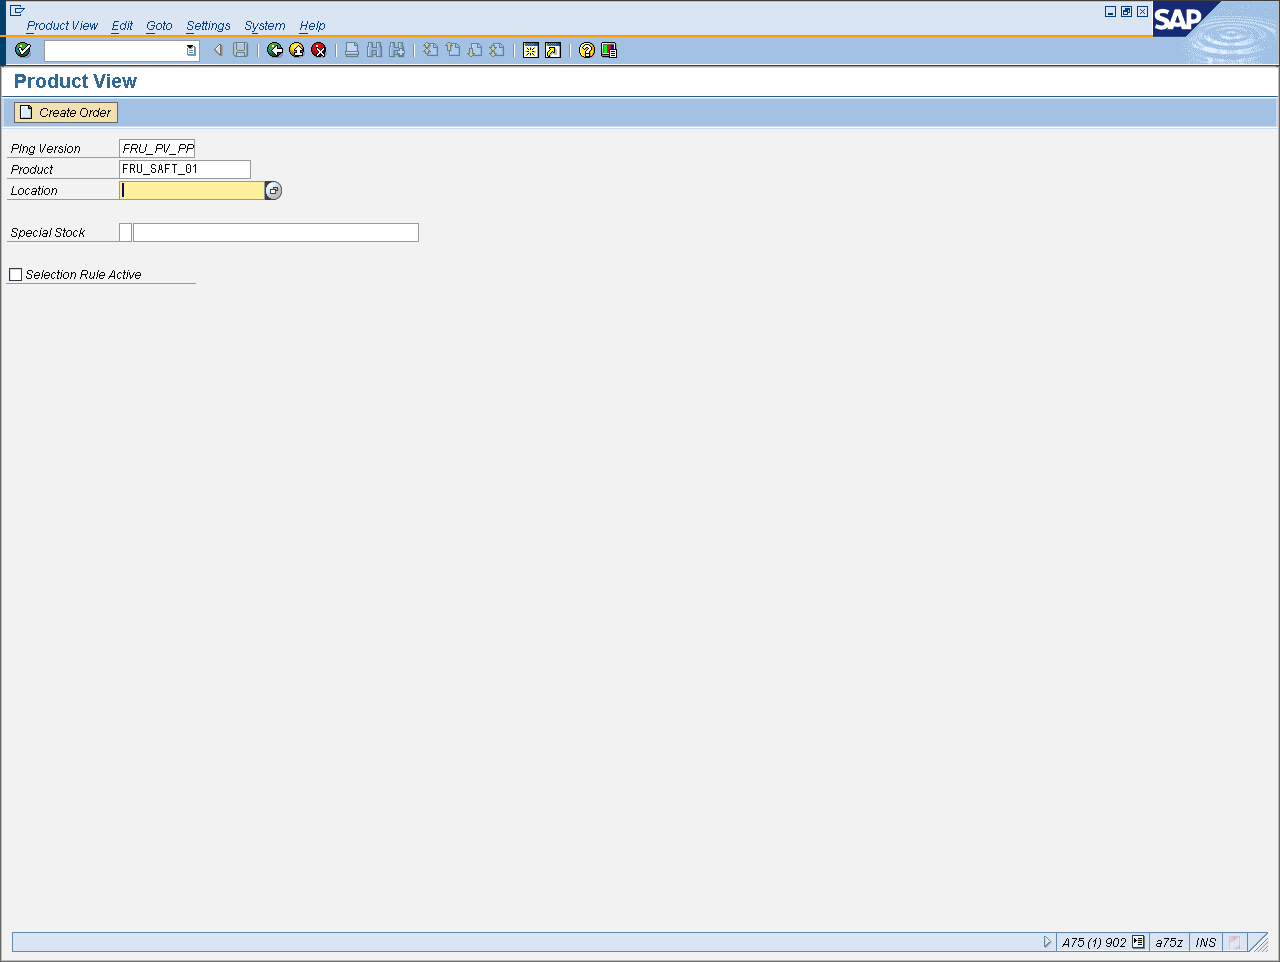 Product View Edit Goto Settings System Help
SAP
Product View
Create Order
Plng Version FRU_PV_PP
Product FRU_SAFT_01
Location
Special Stock
Selection Rule Active
A75 (1) 902 a75z INS